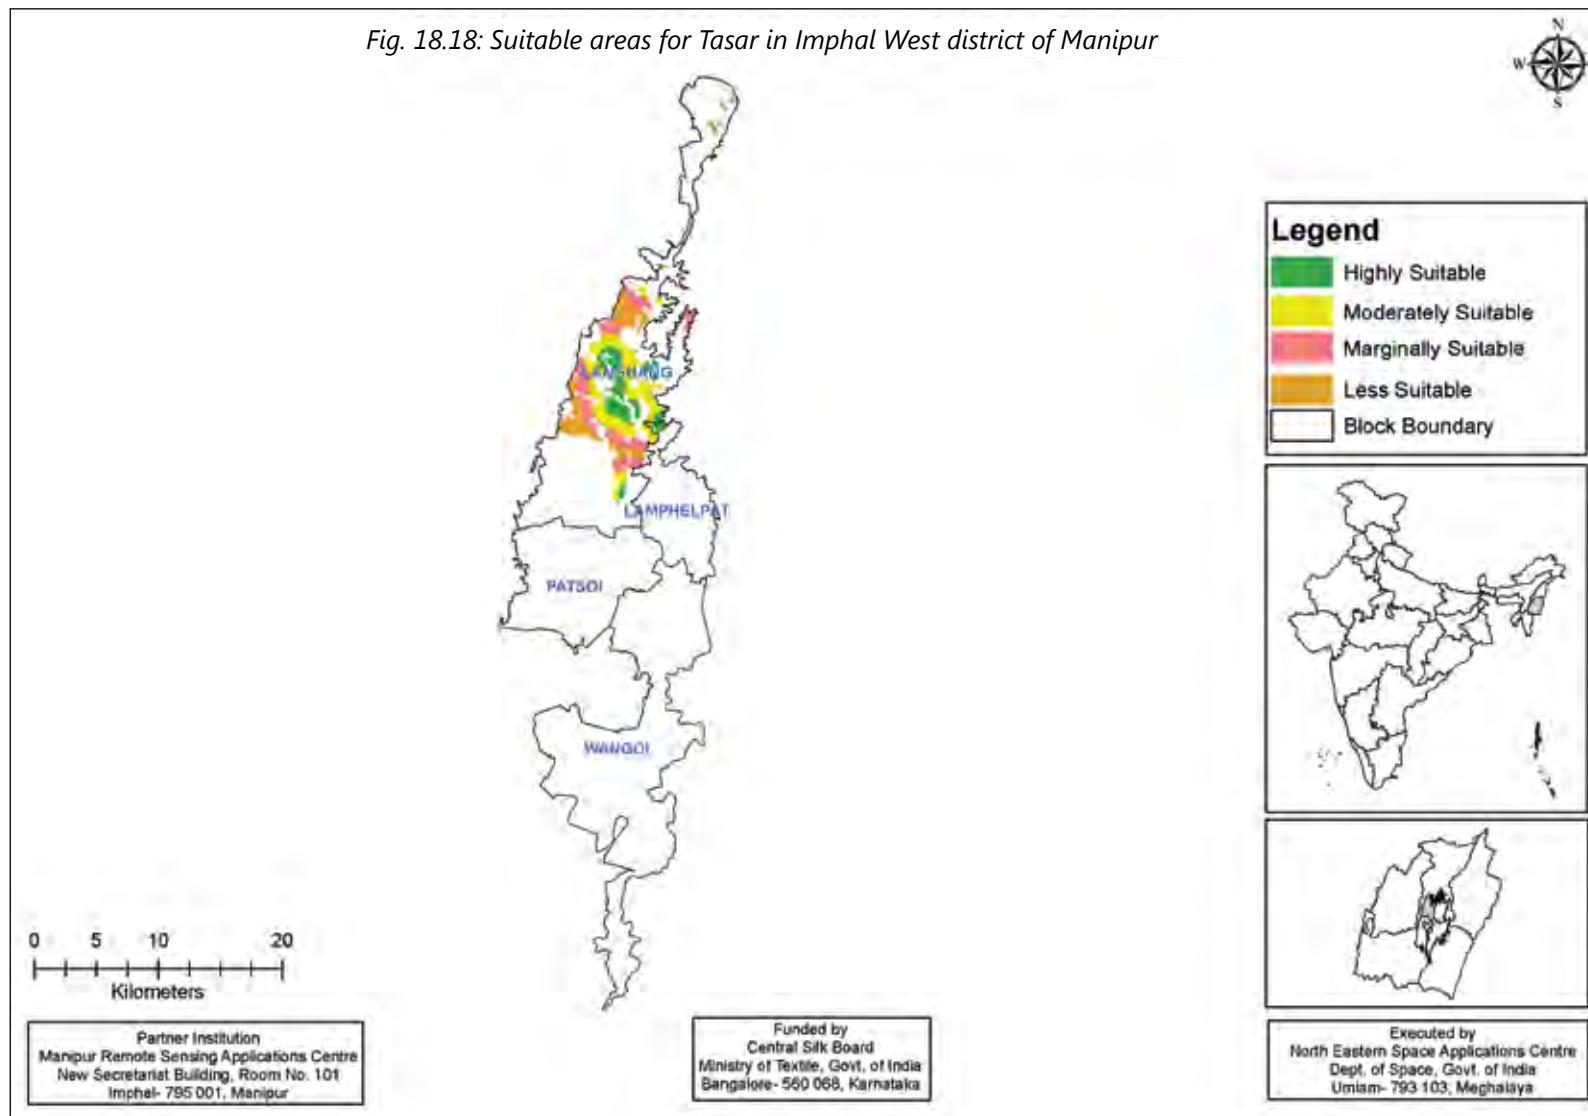 Fig. 18.18: Suitable areas for Tasar in Imphal West district of Manipur
N
W
S
Legend
Highly Suitable
Moderately Suitable
Marginally Suitable
Less Suitable
Block Boundary
LAMSHANG
LAMPHELPAT
PATSOI
WANGOI
0 5 10 20
Kilometers
Partner Institution
Manipur Remote Sensing Applications Centre
New Secretariat Building, Room No. 101
Imphal- 795 001, Manipur
Funded by
Central Silk Board
Ministry of Textile, Govt. of India
Bangalore- 560 068, Karnataka
Executed by
North Eastern Space Applications Centre
Dept. of Space, Govt. of India
Umiam- 793 103, Meghalaya